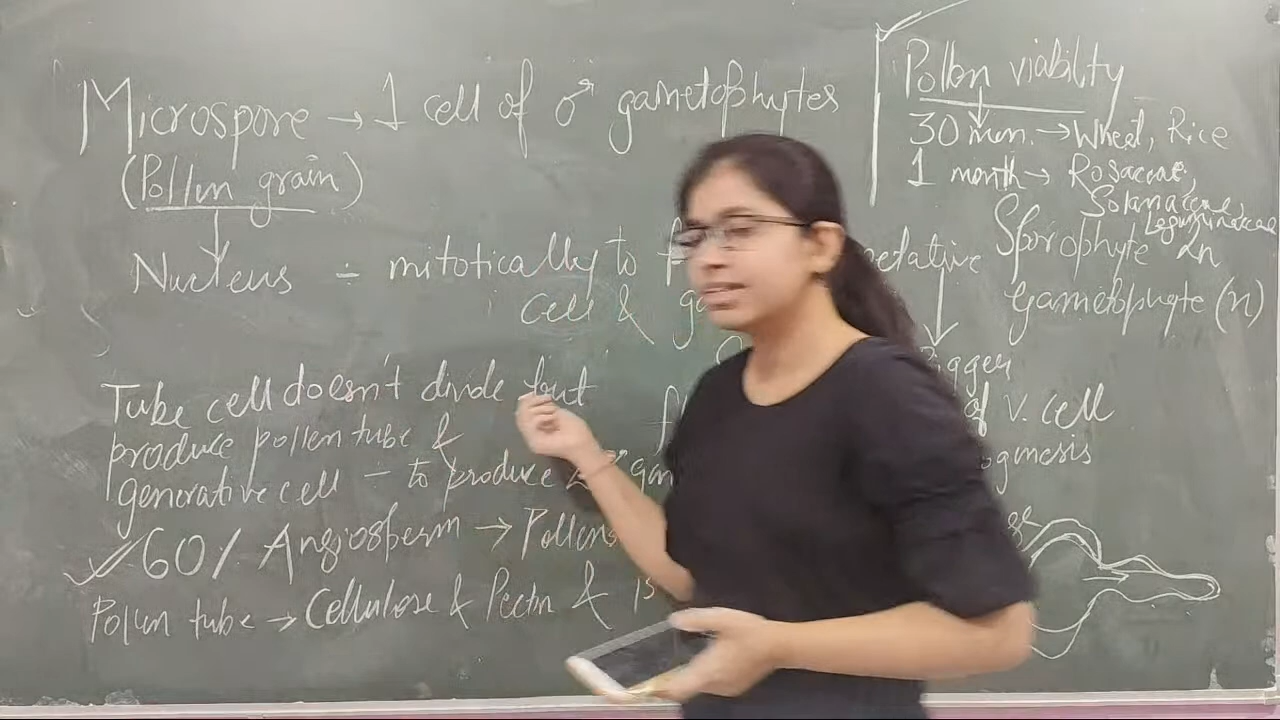 Microspore → 1 cell of ♂ gametophytes
(Pollen grain)
Nucleus ÷ mitotically to
cell &
Tube cell doesn't divide but
produce pollen tube &
generative cell ÷ to produce 2 ♂
✓ 60% Angiosperm → Pollens
Pollen tube → Cellulose & Pectin &
Pollen viability
30 min. → Wheat, Rice
1 month → Rosaceae,
Solanaceae,
Leguminaceae
Sporophyte 2n
Gametophyte (n)
Bigger
of V. cell